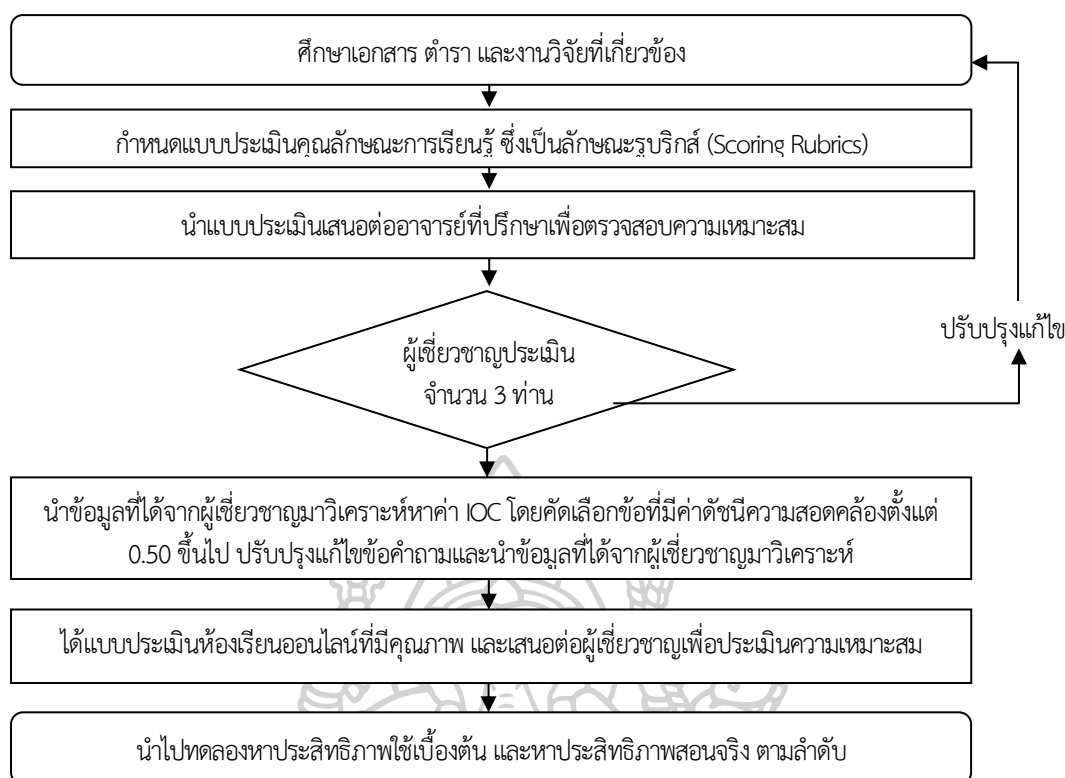 ศึกษาเอกสาร ตำรา และงานวิจัยที่เกี่ยวข้อง
กำหนดแบบประเมินคุณลักษณะการเรียนรู้ ซึ่งเป็นลักษณะรูบริกส์ (Scoring Rubrics)
นำแบบประเมินเสนอต่ออาจารย์ที่ปรึกษาเพื่อตรวจสอบความเหมาะสม
ปรับปรุงแก้ไข
ผู้เชี่ยวชาญประเมิน
จำนวน 3 ท่าน
นำข้อมูลที่ได้จากผู้เชี่ยวชาญมาวิเคราะห์หาค่า IOC โดยคัดเลือกข้อที่มีค่าดัชนีความสอดคล้องตั้งแต่
0.50 ขึ้นไป ปรับปรุงแก้ไขข้อคำถามและนำข้อมูลที่ได้จากผู้เชี่ยวชาญมาวิเคราะห์
ได้แบบประเมินห้องเรียนออนไลน์ที่มีคุณภาพ และเสนอต่อผู้เชี่ยวชาญเพื่อประเมินความเหมาะสม
นำไปทดลองหาประสิทธิภาพใช้เบื้องต้น และหาประสิทธิภาพสอนจริง ตามลำดับ